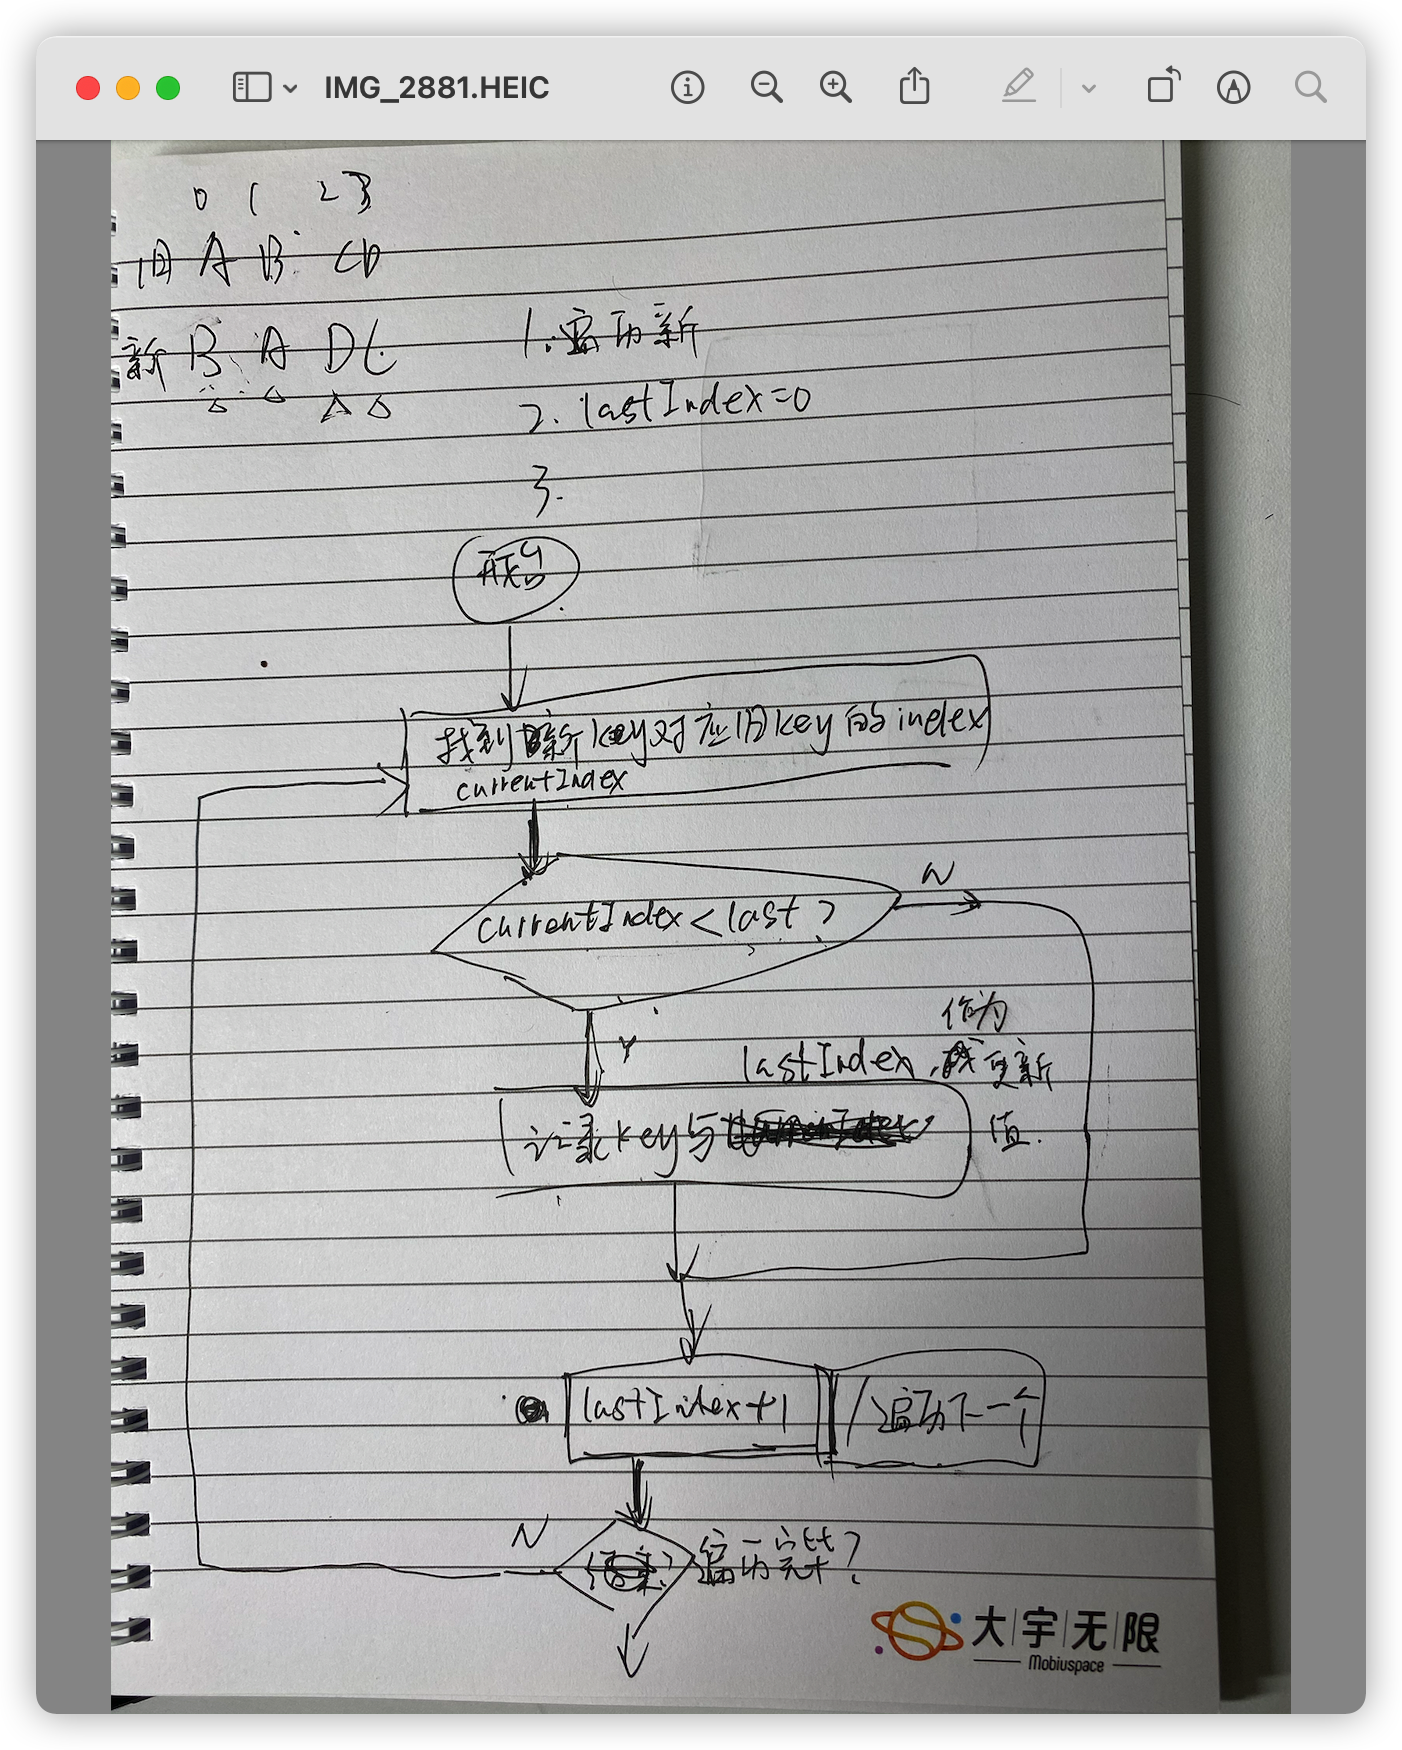 IMG_2881.HEIC
0 1 2 3
旧 A B C D
新 B A D C
1. 遍历新
2. lastIndex=0
3.
开始
找到新key对应旧key的index
currentIndex
currentIndex<last?
N
Y
作为
lastIndex 更新
记录key与
值.
lastIndex+1 / 遍历下一个
N
遍历完毕?
大宇无限
Mobiuspace